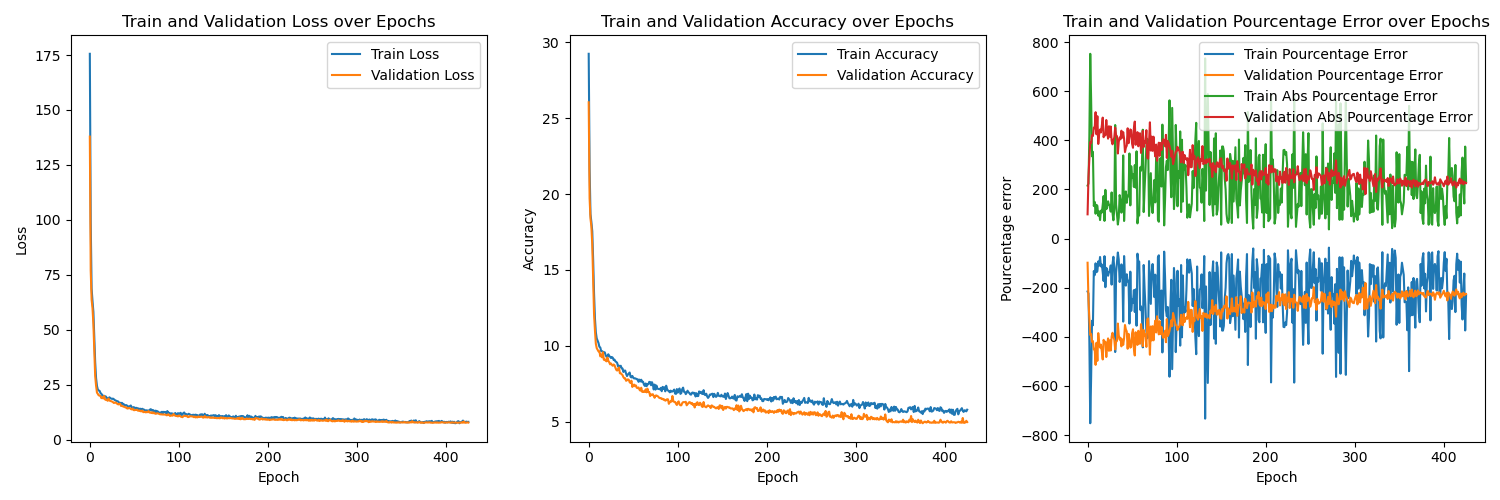 Train and Validation Loss over Epochs
175
150
125
100
75
50
25
0
Loss
0 100 200 300 400
Epoch
Train Loss
Validation Loss
Train and Validation Accuracy over Epochs
30
25
20
15
10
5
Accuracy
0 100 200 300 400
Epoch
Train Accuracy
Validation Accuracy
Train and Validation Pourcentage Error over Epochs
800
600
400
200
0
−200
−400
−600
−800
Pourcentage error
0 100 200 300 400
Epoch
Train Pourcentage Error
Validation Pourcentage Error
Train Abs Pourcentage Error
Validation Abs Pourcentage Error